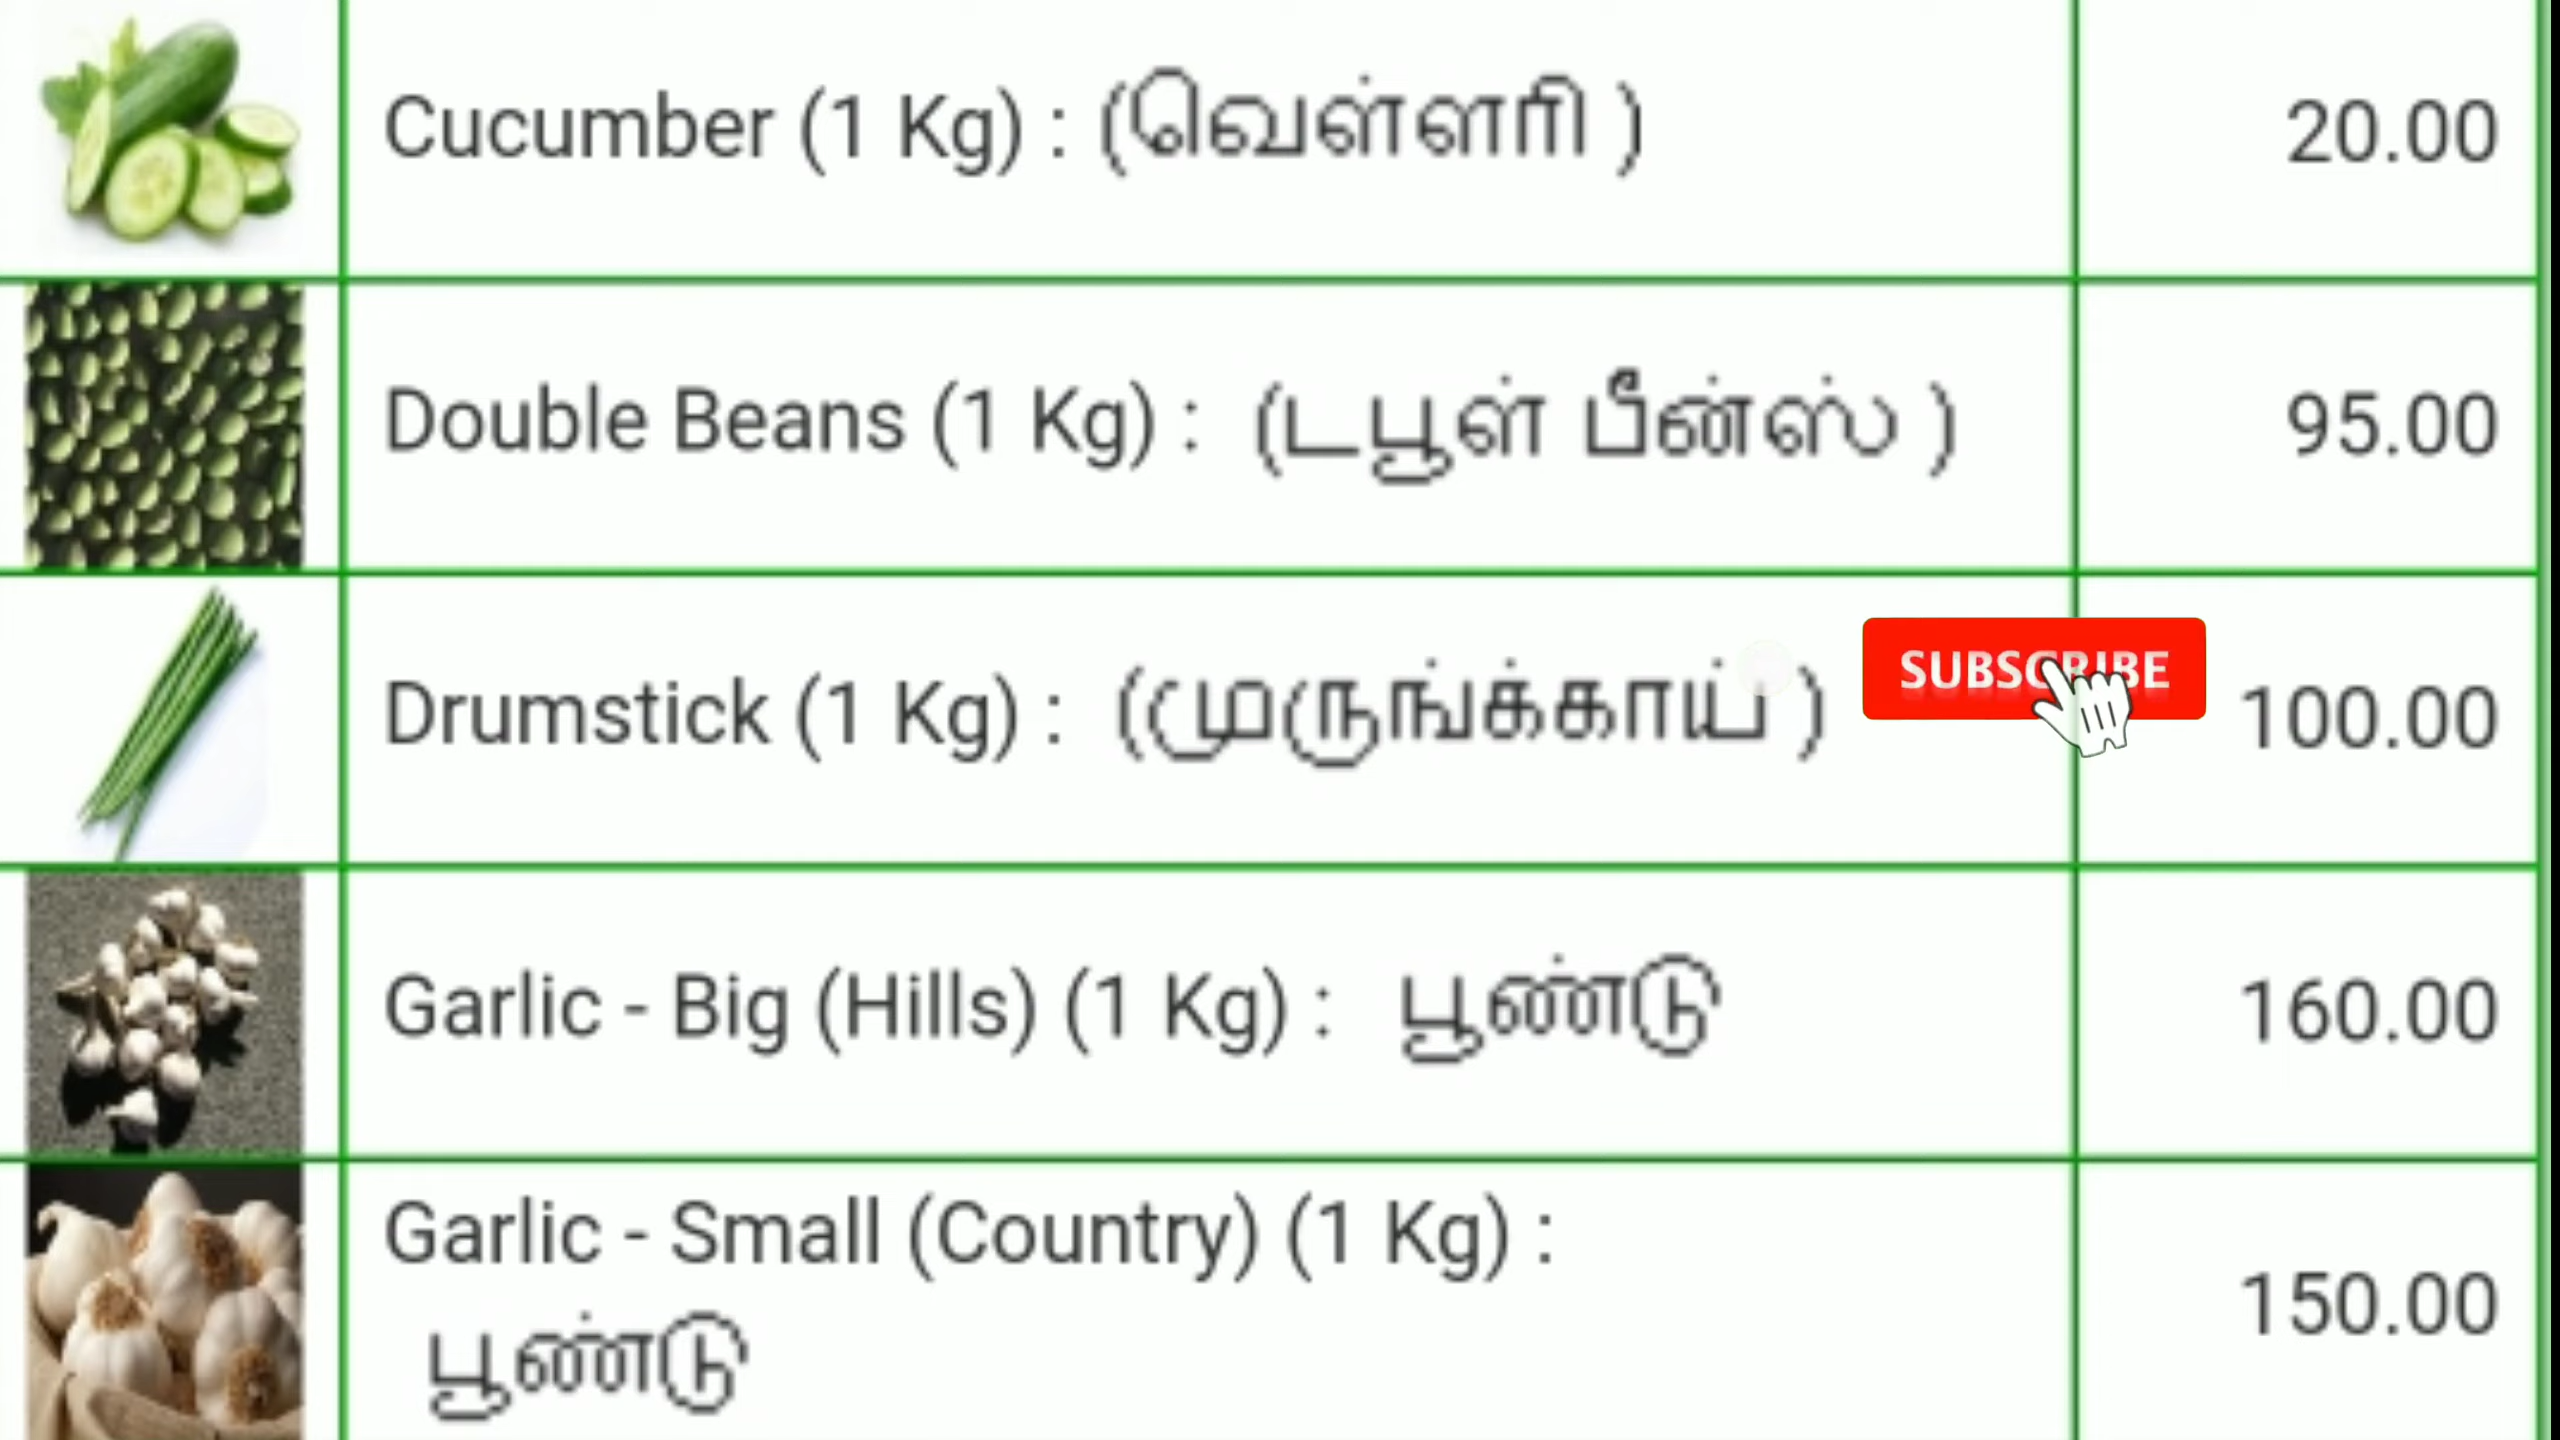 Cucumber (1 Kg) : (வெள்ளரி ) 20.00
Double Beans (1 Kg) : (டபூள் பீன்ஸ் ) 95.00
Drumstick (1 Kg) : (முருங்க்காய் ) 100.00
SUBSCRIBE
Garlic - Big (Hills) (1 Kg) : பூண்டு 160.00
Garlic - Small (Country) (1 Kg) :
பூண்டு
150.00